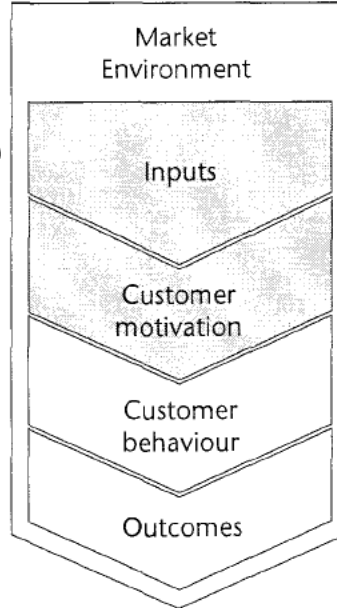 Market
Environment
Inputs
Customer
motivation
Customer
behaviour
Outcomes